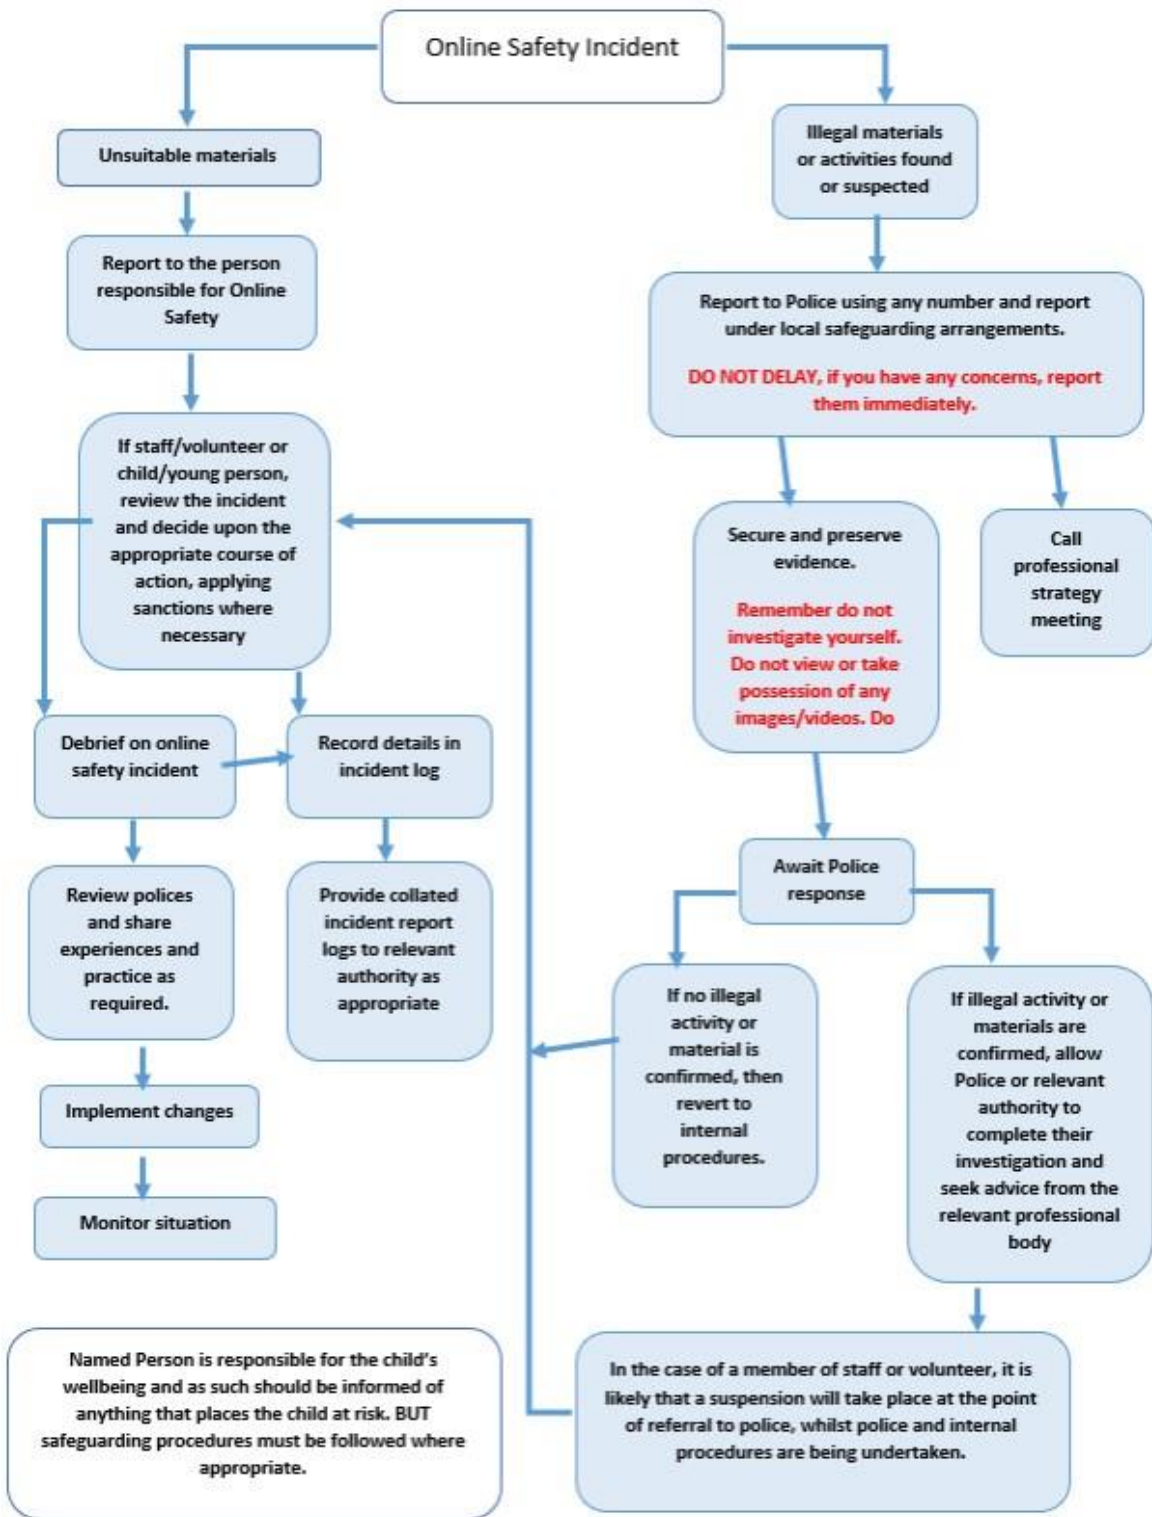 Online Safety Incident
Unsuitable materials
Report to the person
responsible for Online
Safety
If staff/volunteer or
child/young person,
review the incident
and decide upon the
appropriate course of
action, applying
sanctions where
necessary
Debrief on online
safety incident
Record details in
incident log
Review polices
and share
experiences and
practice as
required.
Provide collated
incident report
logs to relevant
authority as
appropriate
Implement changes
Monitor situation
Illegal materials
or activities found
or suspected
Report to Police using any number and report
under local safeguarding arrangements.
DO NOT DELAY, if you have any concerns, report
them immediately.
Secure and preserve
evidence.
Remember do not
investigate yourself.
Do not view or take
possession of any
images/videos. Do
Call
professional
strategy
meeting
Await Police
response
If no illegal
activity or
material is
confirmed, then
revert to
internal
procedures.
If illegal activity or
materials are
confirmed, allow
Police or relevant
authority to
complete their
investigation and
seek advice from the
relevant professional
body
In the case of a member of staff or volunteer, it is
likely that a suspension will take place at the point
of referral to police, whilst police and internal
procedures are being undertaken.
Named Person is responsible for the child's
wellbeing and as such should be informed of
anything that places the child at risk. BUT
safeguarding procedures must be followed where
appropriate.